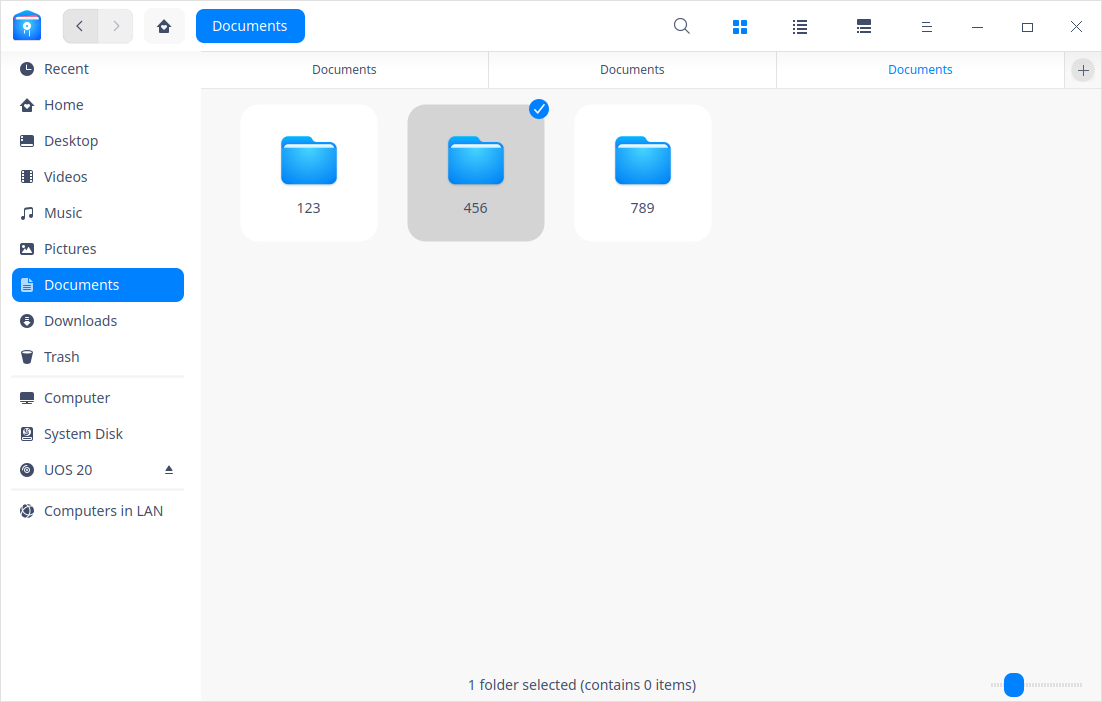 Documents
Recent
Home
Desktop
Videos
Music
Pictures
Documents
Downloads
Trash
Computer
System Disk
UOS 20
Computers in LAN
Documents Documents Documents
123 456 789
1 folder selected (contains 0 items)